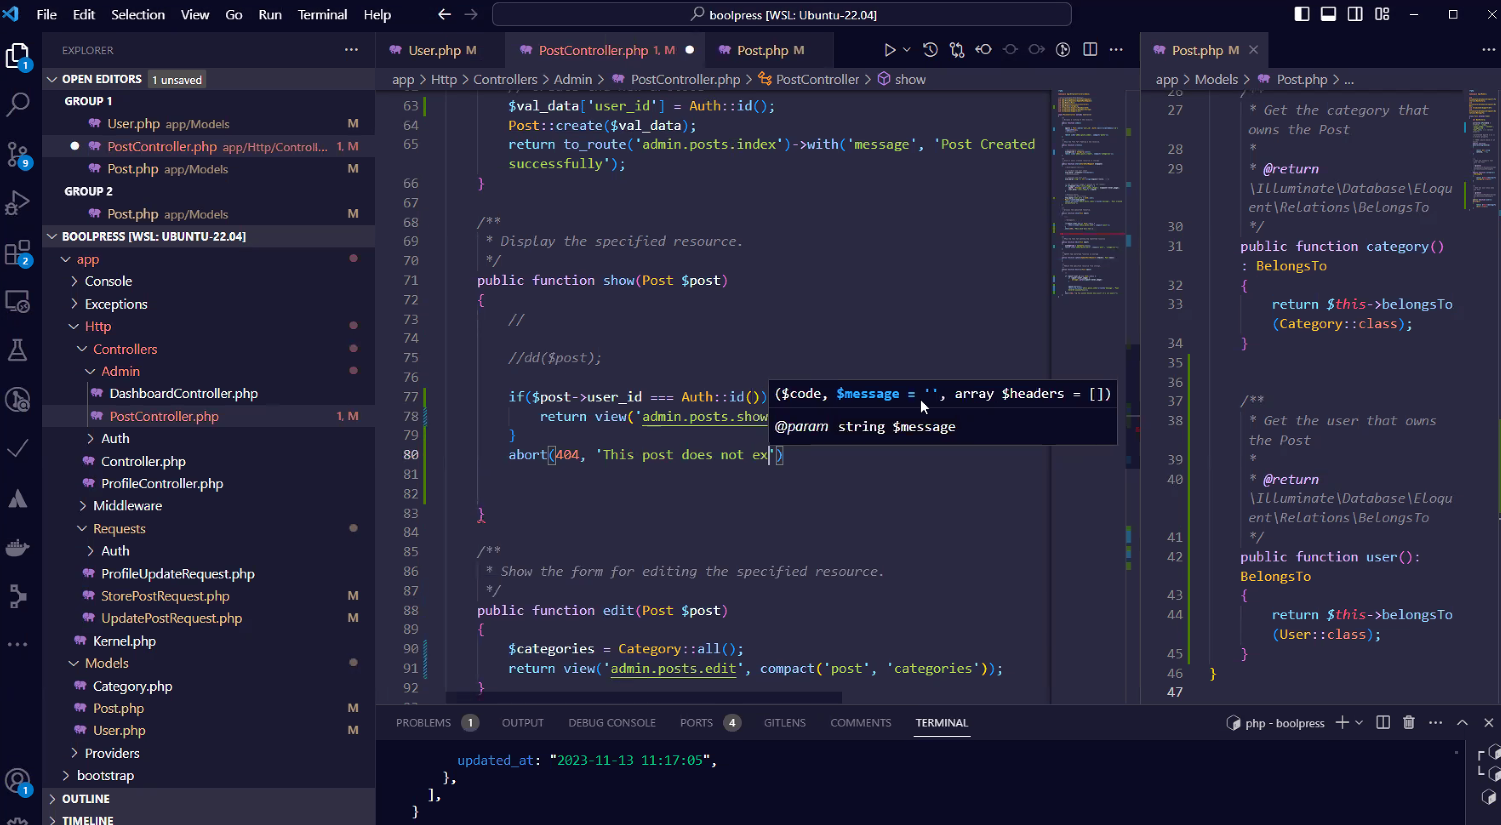 File Edit Selection View Go Run Terminal Help
boolpress [WSL: Ubuntu-22.04]
EXPLORER
OPEN EDITORS 1 unsaved
GROUP 1
User.php app/Models M
PostController.php app/Http/Controll... 1, M
Post.php app/Models M
GROUP 2
Post.php app/Models M
BOOLPRESS [WSL: UBUNTU-22.04]
app
Console
Exceptions
Http
Controllers
Admin
DashboardController.php
PostController.php 1, M
Auth
Controller.php
ProfileController.php
Middleware
Requests
Auth
ProfileUpdateRequest.php
StorePostRequest.php M
UpdatePostRequest.php M
Kernel.php
Models
Category.php
Post.php M
User.php M
Providers
bootstrap
OUTLINE
TIMELINE
1
9
2
1
User.php M PostController.php 1, M Post.php M
app > Http > Controllers > Admin > PostController.php > PostController > show
63 $val_data['user_id'] = Auth::id();
64 Post::create($val_data);
65 return to_route('admin.posts.index')->with('message', 'Post Created
successfully');
66 }
67
68 /**
69 * Display the specified resource.
70 */
71 public function show(Post $post)
72 {
73 //
74
75 //dd($post);
76
77 if($post->user_id === Auth::id())
78 return view('admin.posts.show
79 }
80 abort(404, 'This post does not ex')
81
82
83 }
84
85 /**
86 * Show the form for editing the specified resource.
87 */
88 public function edit(Post $post)
89 {
90 $categories = Category::all();
91 return view('admin.posts.edit', compact('post', 'categories'));
92 }
($code, $message = '', array $headers = [])
@param string $message
Post.php M
app > Models > Post.php > ...
26 /**
27 * Get the category that
owns the Post
28 *
29 * @return
\Illuminate\Database\Eloqu
ent\Relations\BelongsTo
30 */
31 public function category()
: BelongsTo
32 {
33 return $this->belongsTo
(Category::class);
34 }
35
36
37 /**
38 * Get the user that owns
the Post
39 *
40 * @return
\Illuminate\Database\Eloqu
ent\Relations\BelongsTo
41 */
42 public function user():
BelongsTo
43 {
44 return $this->belongsTo
(User::class);
45 }
46 }
47
PROBLEMS 1 OUTPUT DEBUG CONSOLE PORTS 4 GITLENS COMMENTS TERMINAL
php - boolpress
updated_at: "2023-11-13 11:17:05",
},
],
}